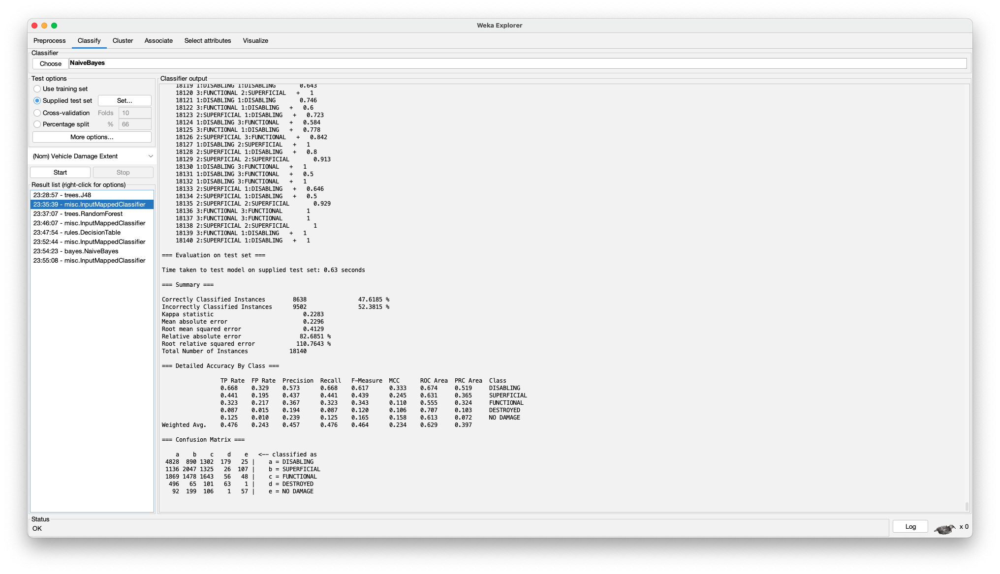 Weka Explorer
Preprocess Classify Cluster Associate Select attributes Visualize
Classifier
Choose NaiveBayes
Test options
Use training set
Supplied test set Set...
Cross-validation Folds 10
Percentage split % 66
More options...
(Nom) Vehicle Damage Extent
Start Stop
Result list (right-click for options)
23:28:57 - trees.J48
23:35:39 - misc.InputMappedClassifier
23:37:07 - trees.RandomForest
23:46:07 - misc.InputMappedClassifier
23:47:54 - rules.DecisionTable
23:52:44 - misc.InputMappedClassifier
23:54:23 - bayes.NaiveBayes
23:55:08 - misc.InputMappedClassifier
Classifier output
18119 1:DISABLING 1:DISABLING 0.643
18120 3:FUNCTIONAL 2:SUPERFICIAL + 1
18121 1:DISABLING 1:DISABLING 0.746
18122 3:FUNCTIONAL 1:DISABLING + 0.6
18123 2:SUPERFICIAL 1:DISABLING + 0.723
18124 1:DISABLING 3:FUNCTIONAL + 0.584
18125 3:FUNCTIONAL 1:DISABLING + 0.778
18126 2:SUPERFICIAL 3:FUNCTIONAL + 0.842
18127 1:DISABLING 2:SUPERFICIAL + 1
18128 2:SUPERFICIAL 1:DISABLING + 0.8
18129 2:SUPERFICIAL 2:SUPERFICIAL 0.913
18130 1:DISABLING 3:FUNCTIONAL + 1
18131 1:DISABLING 3:FUNCTIONAL + 0.5
18132 1:DISABLING 3:FUNCTIONAL + 1
18133 2:SUPERFICIAL 1:DISABLING + 0.646
18134 2:SUPERFICIAL 1:DISABLING + 0.5
18135 2:SUPERFICIAL 2:SUPERFICIAL 0.929
18136 3:FUNCTIONAL 3:FUNCTIONAL 1
18137 3:FUNCTIONAL 3:FUNCTIONAL 1
18138 2:SUPERFICIAL 2:SUPERFICIAL 1
18139 3:FUNCTIONAL 1:DISABLING + 1
18140 2:SUPERFICIAL 1:DISABLING + 1
=== Evaluation on test set ===
Time taken to test model on supplied test set: 0.63 seconds
=== Summary ===
Correctly Classified Instances 8638 47.6185 %
Incorrectly Classified Instances 9502 52.3815 %
Kappa statistic 0.2283
Mean absolute error 0.2296
Root mean squared error 0.4129
Relative absolute error 82.6851 %
Root relative squared error 110.7643 %
Total Number of Instances 18140
=== Detailed Accuracy By Class ===
TP Rate FP Rate Precision Recall F-Measure MCC ROC Area PRC Area Class
0.668 0.329 0.573 0.668 0.617 0.333 0.674 0.519 DISABLING
0.441 0.195 0.437 0.441 0.439 0.245 0.631 0.365 SUPERFICIAL
0.323 0.217 0.367 0.323 0.343 0.110 0.555 0.324 FUNCTIONAL
0.087 0.015 0.194 0.087 0.120 0.106 0.707 0.103 DESTROYED
0.125 0.010 0.239 0.125 0.165 0.158 0.613 0.072 NO DAMAGE
Weighted Avg. 0.476 0.243 0.457 0.476 0.464 0.234 0.629 0.397
=== Confusion Matrix ===
a b c d e <-- classified as
4828 890 1302 179 25 | a = DISABLING
1136 2047 1325 26 107 | b = SUPERFICIAL
1869 1478 1643 56 48 | c = FUNCTIONAL
496 65 101 63 1 | d = DESTROYED
92 199 106 1 57 | e = NO DAMAGE
Status
OK
Log x 0